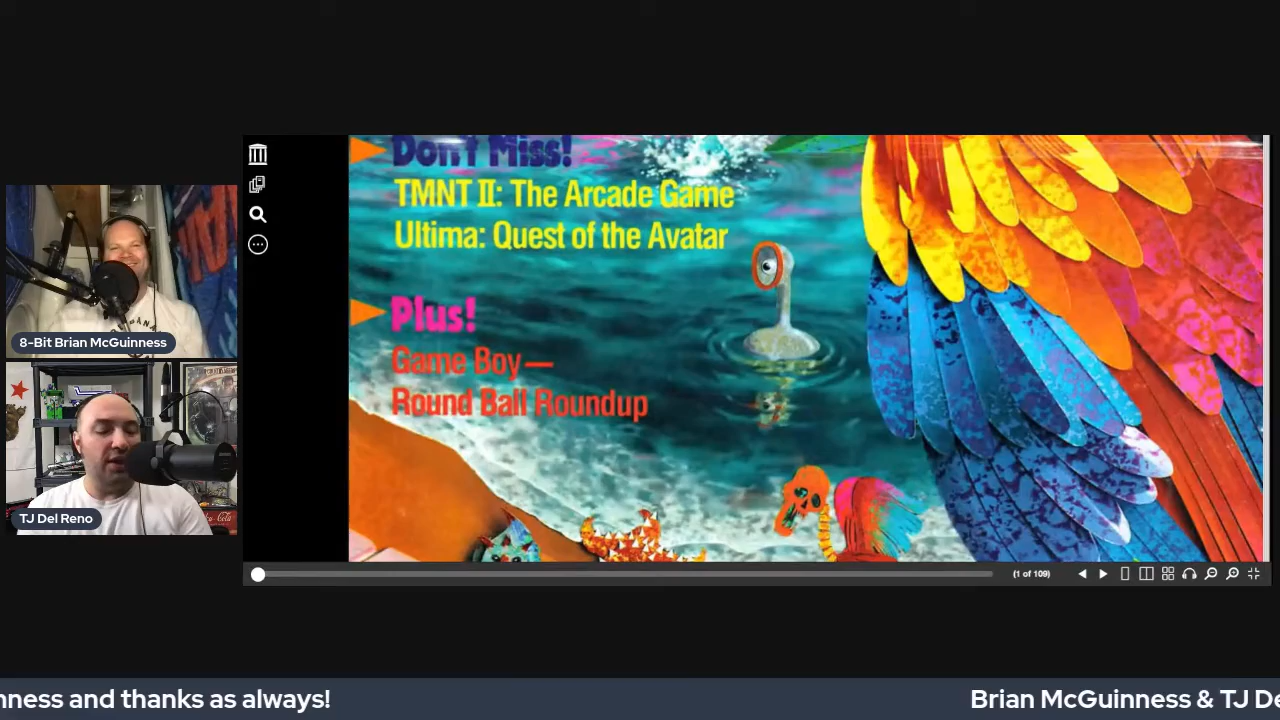 Don't Miss!
TMNT II: The Arcade Game
Ultima: Quest of the Avatar
Plus!
Game Boy—
Round Ball Roundup
8-Bit Brian McGuinness
TJ Del Reno
(1 of 109)
nness and thanks as always!
Brian McGuinness & TJ De